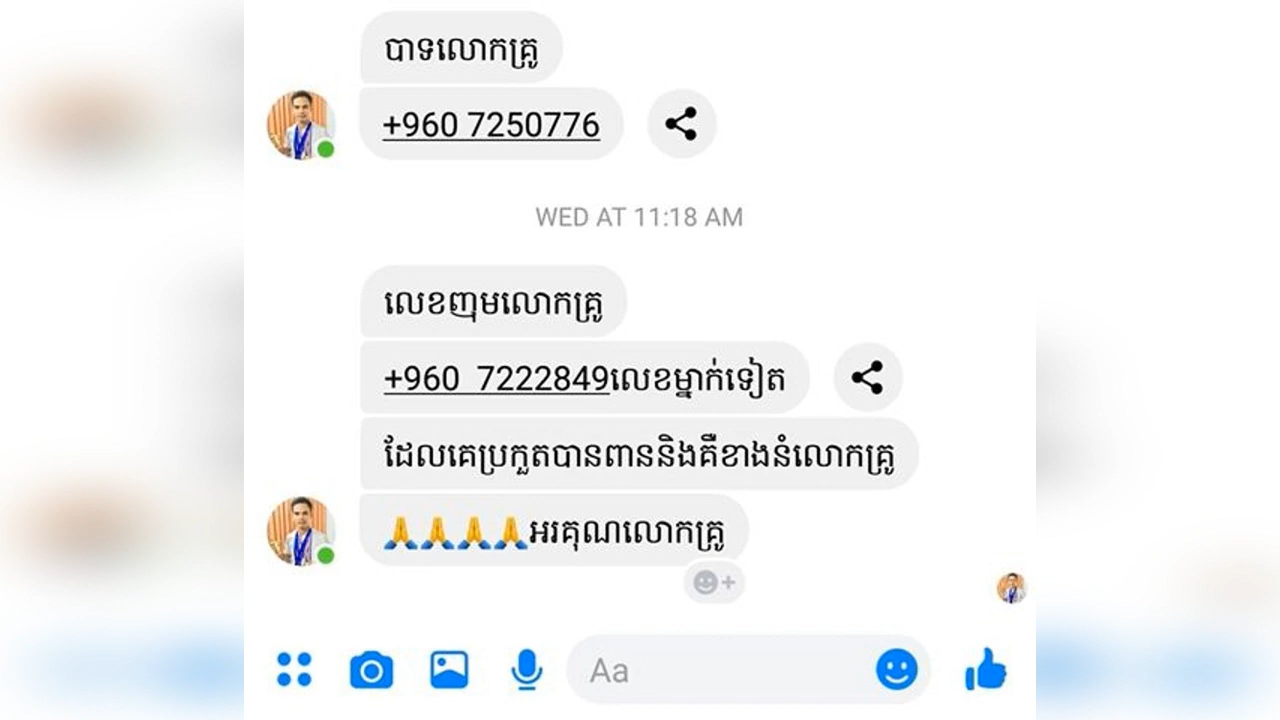 បាទលោកគ្រូ
+960 7250776
WED AT 11:18 AM
លេខញុមលោកគ្រូ
+960 7222849លេខម្នាក់ទៀត
ដែលគេប្រកួតបានពាននិងគឺខាងនំលោកគ្រូ
🙏🙏🙏🙏អរគុណលោកគ្រូ
Aa